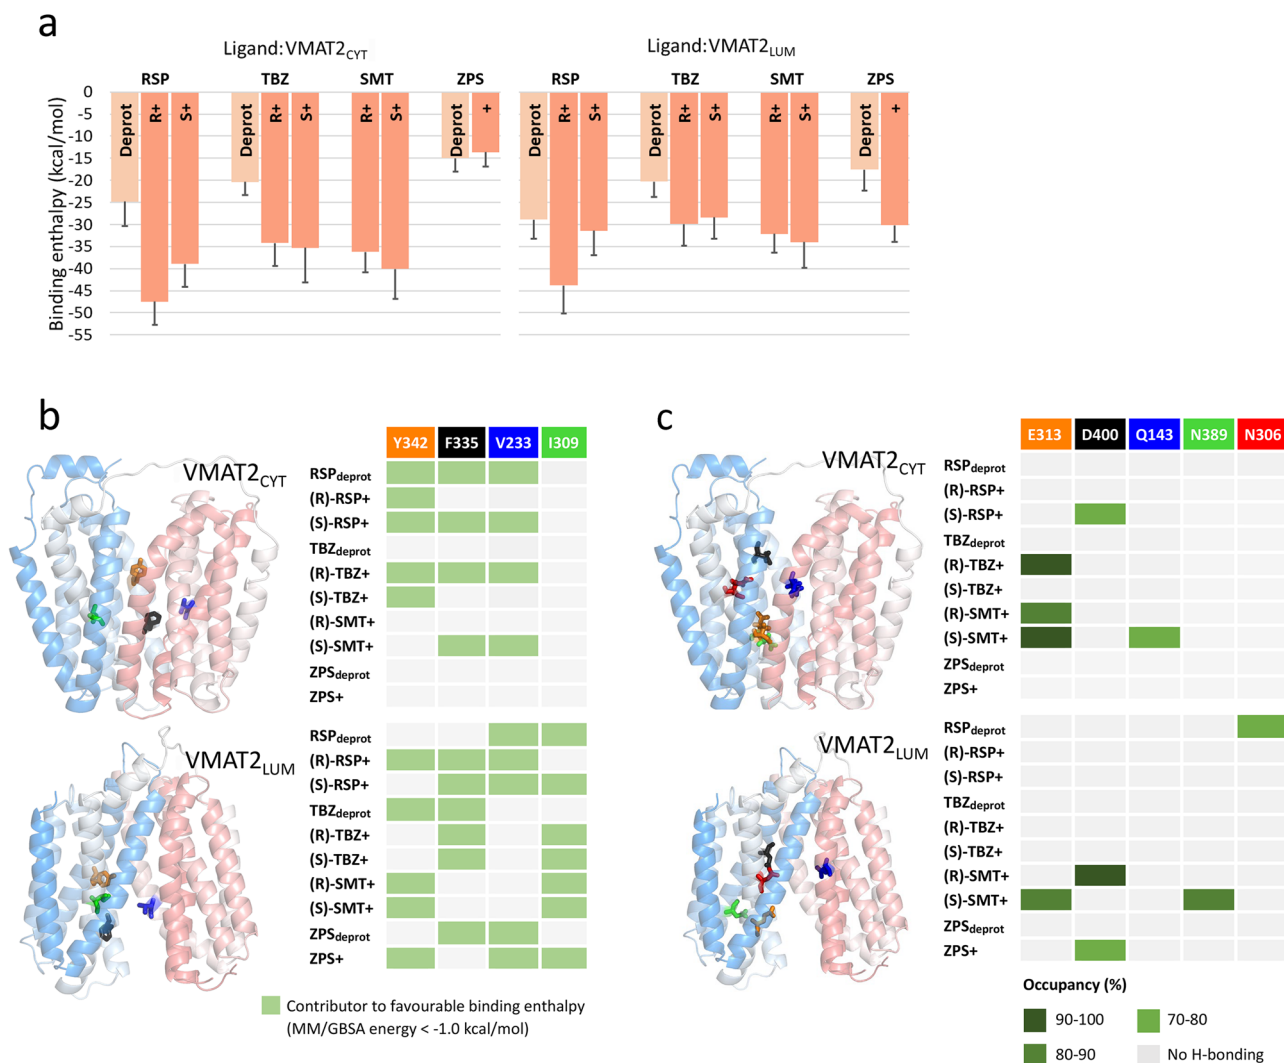 a
Ligand:VMAT2CYT
Ligand:VMAT2LUM
RSP TBZ SMT ZPS
RSP TBZ SMT ZPS
Binding enthalpy (kcal/mol)
0
-5
-10
-15
-20
-25
-30
-35
-40
-45
-50
-55
Deprot R+ S+ Deprot R+ S+ R+ S+ Deprot +
Deprot R+ S+ Deprot R+ S+ R+ S+ Deprot +
b
VMAT2CYT
Y342 F335 V233 I309
RSPdeprot
(R)-RSP+
(S)-RSP+
TBZdeprot
(R)-TBZ+
(S)-TBZ+
(R)-SMT+
(S)-SMT+
ZPSdeprot
ZPS+
VMAT2LUM
RSPdeprot
(R)-RSP+
(S)-RSP+
TBZdeprot
(R)-TBZ+
(S)-TBZ+
(R)-SMT+
(S)-SMT+
ZPSdeprot
ZPS+
Contributor to favourable binding enthalpy
(MM/GBSA energy < -1.0 kcal/mol)
c
VMAT2CYT
E313 D400 Q143 N389 N306
RSPdeprot
(R)-RSP+
(S)-RSP+
TBZdeprot
(R)-TBZ+
(S)-TBZ+
(R)-SMT+
(S)-SMT+
ZPSdeprot
ZPS+
VMAT2LUM
RSPdeprot
(R)-RSP+
(S)-RSP+
TBZdeprot
(R)-TBZ+
(S)-TBZ+
(R)-SMT+
(S)-SMT+
ZPSdeprot
ZPS+
Occupancy (%)
90-100 70-80
80-90 No H-bonding